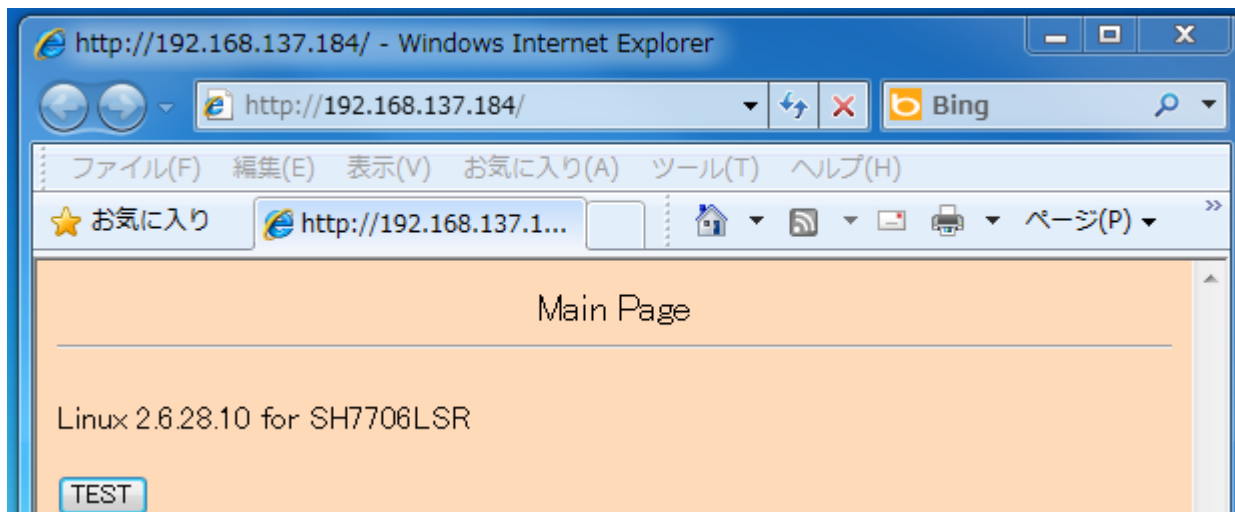 http://192.168.137.184/ - Windows Internet Explorer
http://192.168.137.184/ Bing
ファイル(F) 編集(E) 表示(V) お気に入り(A) ツール(T) ヘルプ(H)
お気に入り http://192.168.137.1... ページ(P)
Main Page
Linux 2.6.28.10 for SH7706LSR
TEST